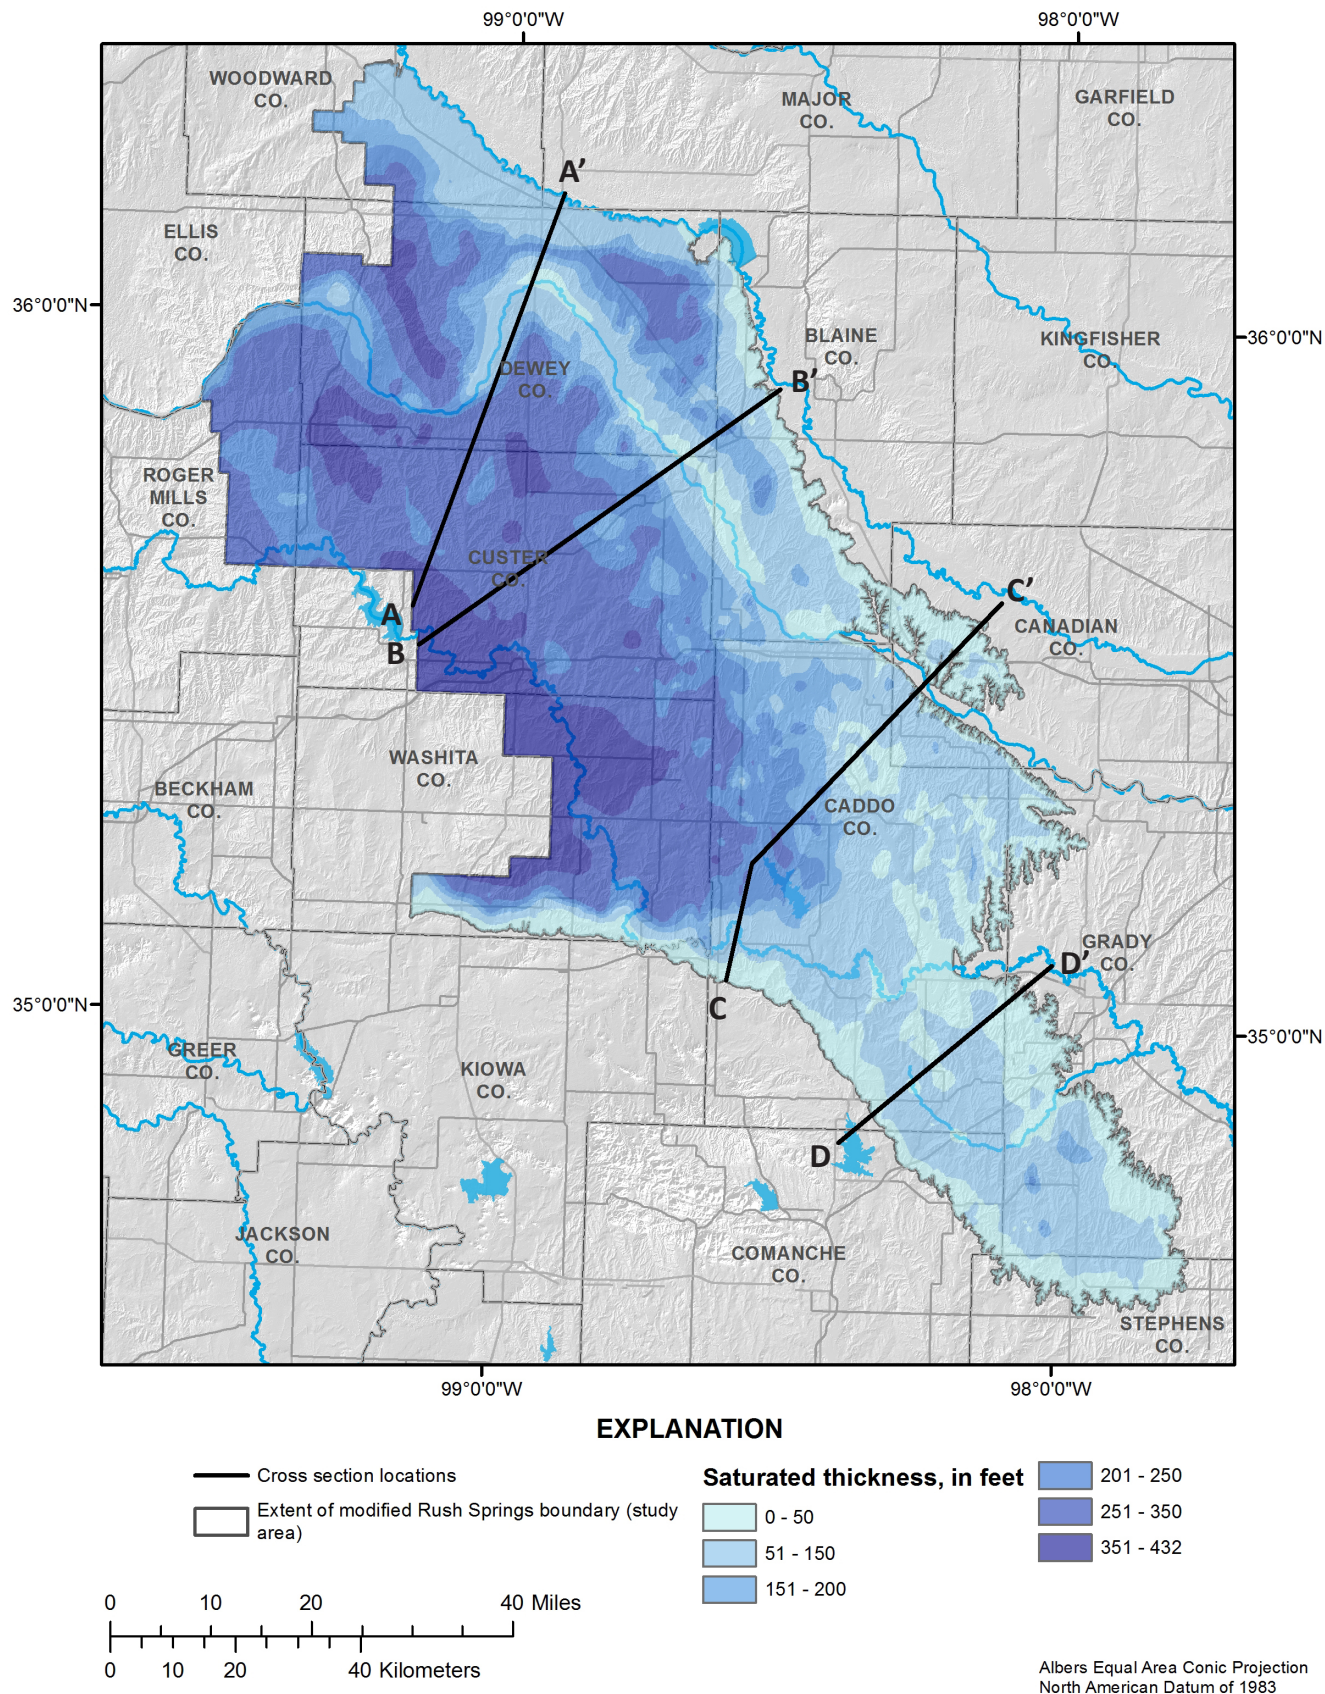 99°0'0"W
98°0'0"W
WOODWARD
CO.
MAJOR
CO.
GARFIELD
CO.
A’
ELLIS
CO.
36°0'0"N
BLAINE
CO.
KINGFISHER
CO.
36°0'0"N
DEWEY
CO.
B’
ROGER
MILLS
CO.
CUSTER
CO.
C’
A
B
CANADIAN
CO.
WASHITA
CO.
BECKHAM
CO.
CADDO
CO.
GRADY
CO.
D’
35°0'0"N
C
35°0'0"N
GREER
CO.
KIOWA
CO.
D
JACKSON
CO.
COMANCHE
CO.
STEPHENS
CO.
99°0'0"W
98°0'0"W
EXPLANATION
Cross section locations
Extent of modified Rush Springs boundary (study
area)
Saturated thickness, in feet
0 - 50
51 - 150
151 - 200
201 - 250
251 - 350
351 - 432
0 10 20 40 Miles
0 10 20 40 Kilometers
Albers Equal Area Conic Projection
North American Datum of 1983